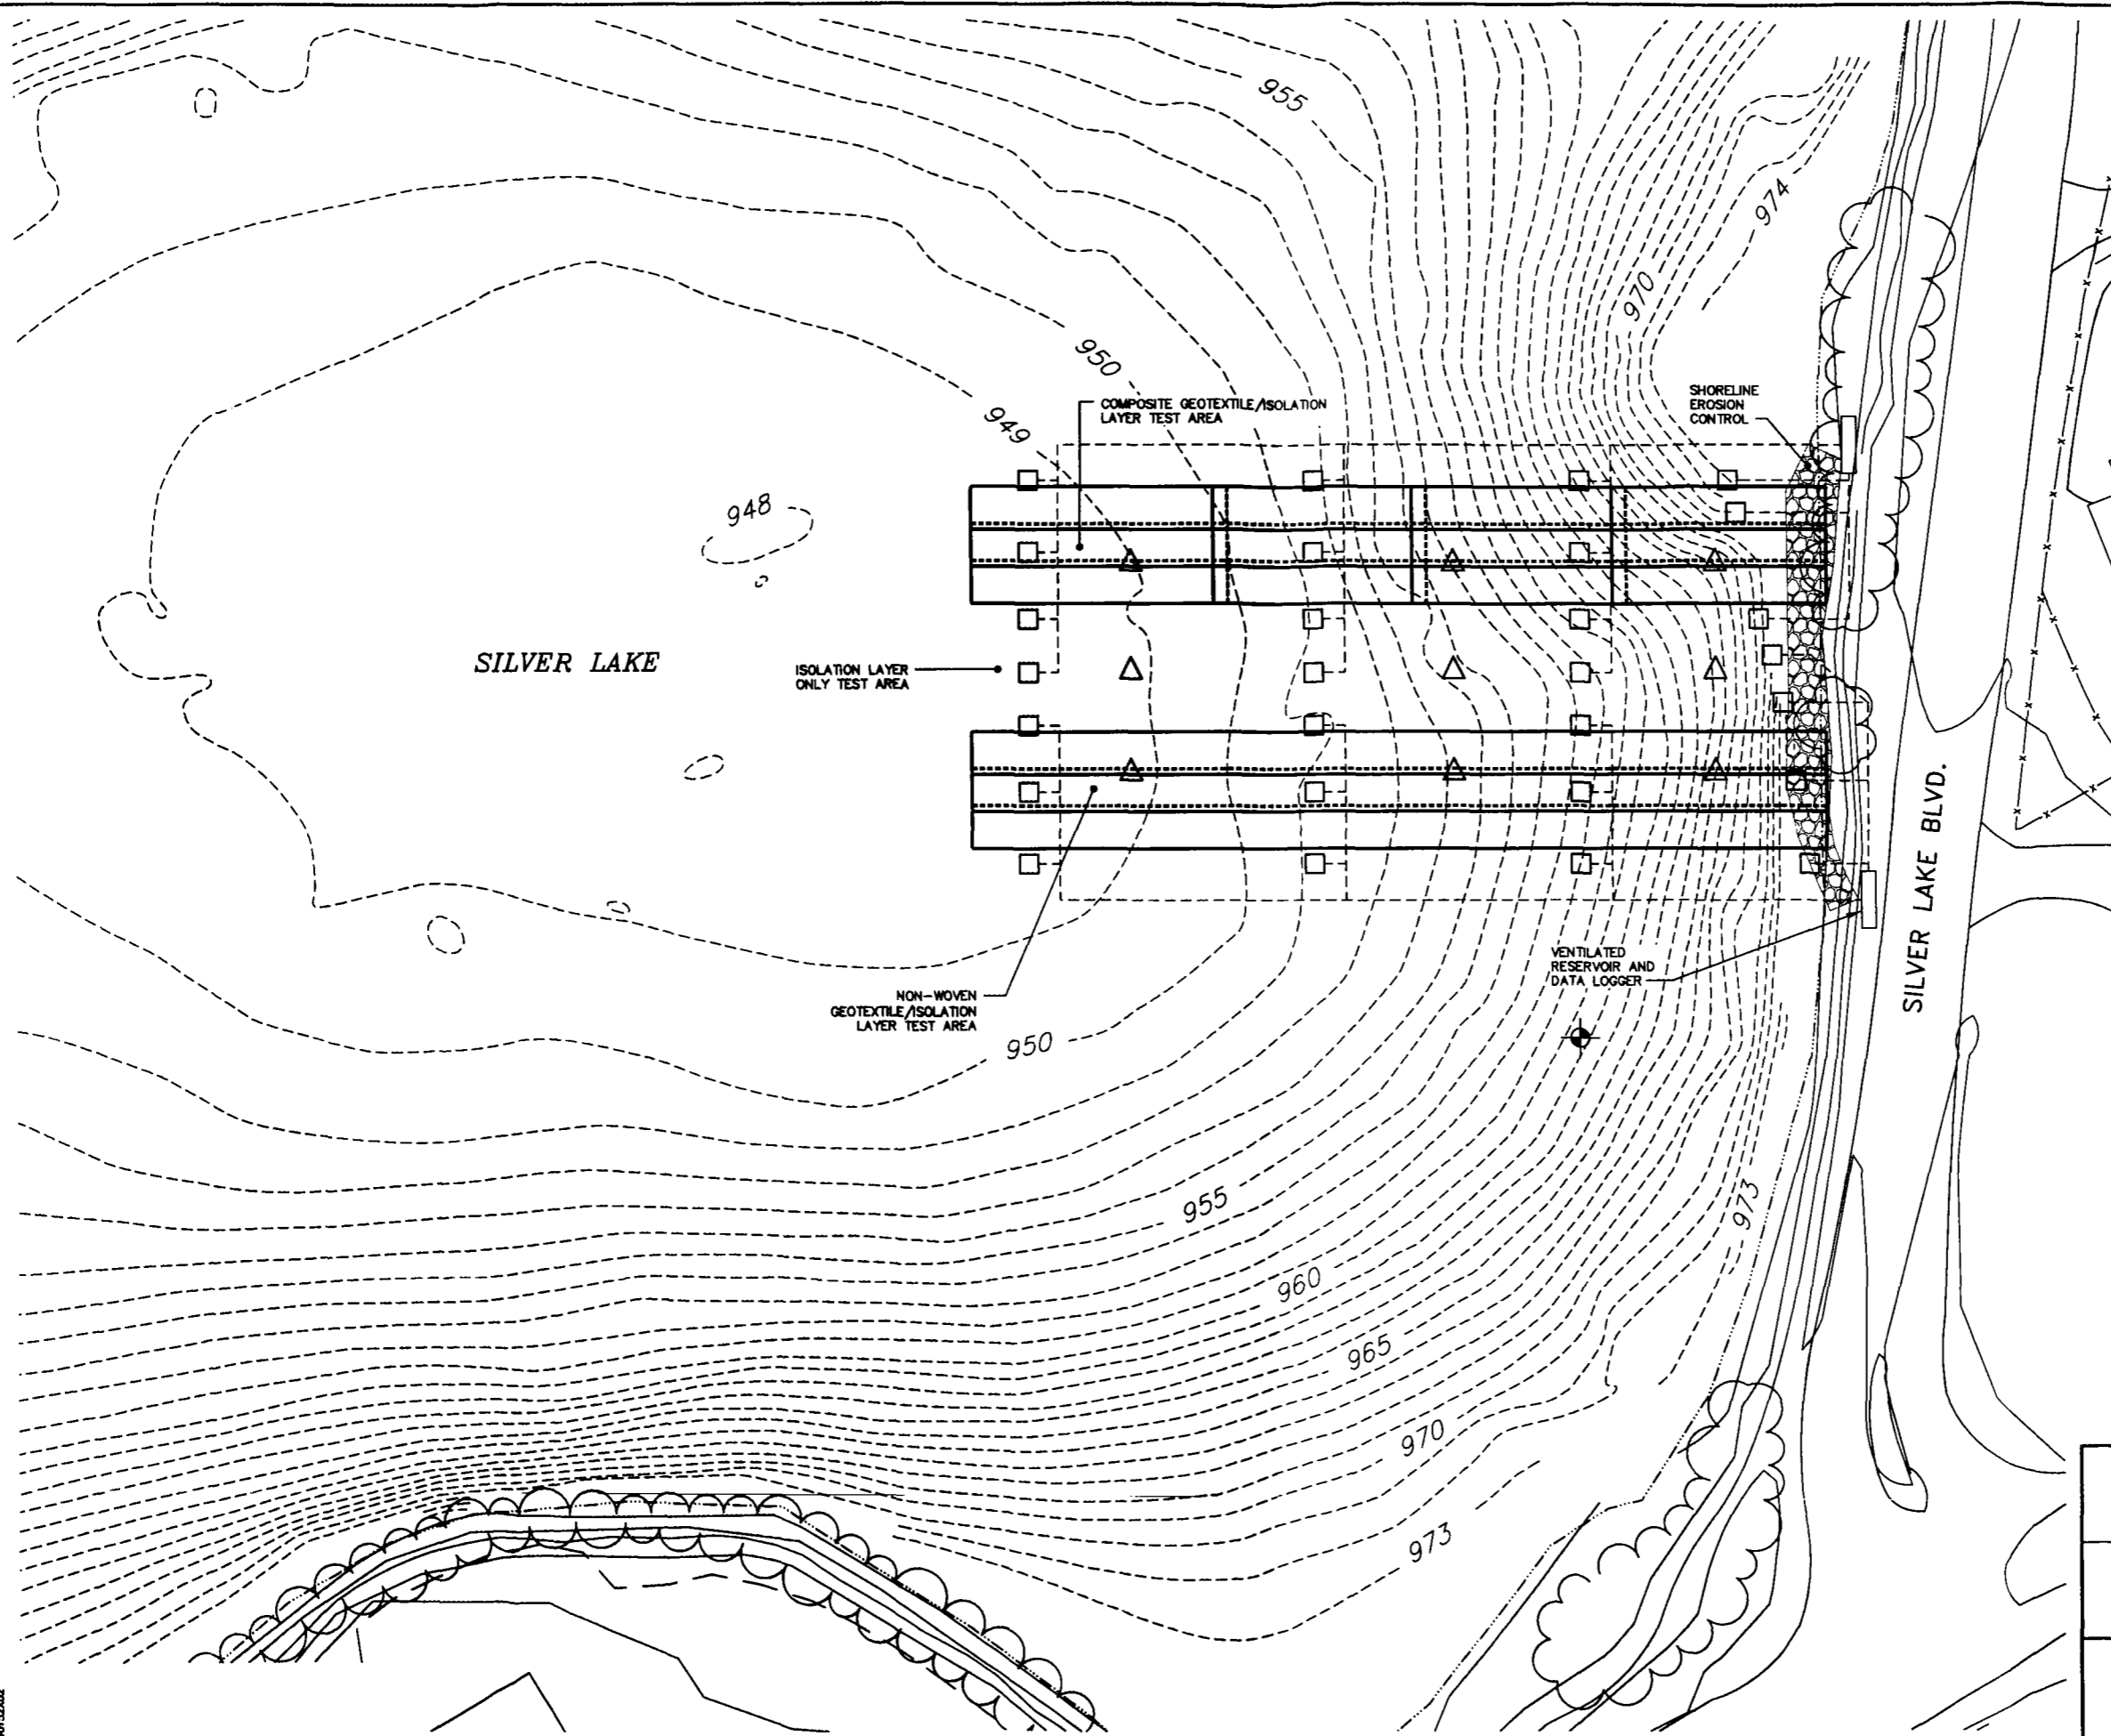 955
974
970
950
COMPOSITE GEOTEXTILE/ISOLATION
LAYER TEST AREA
SHORELINE
EROSION
CONTROL
949
948
SILVER LAKE
ISOLATION LAYER
ONLY TEST AREA
SILVER LAKE BLVD.
VENTILATED
RESERVOIR AND
DATA LOGGER
NON-WOVEN
GEOTEXTILE/ISOLATION
LAYER TEST AREA
950
955
973
960
965
970
973